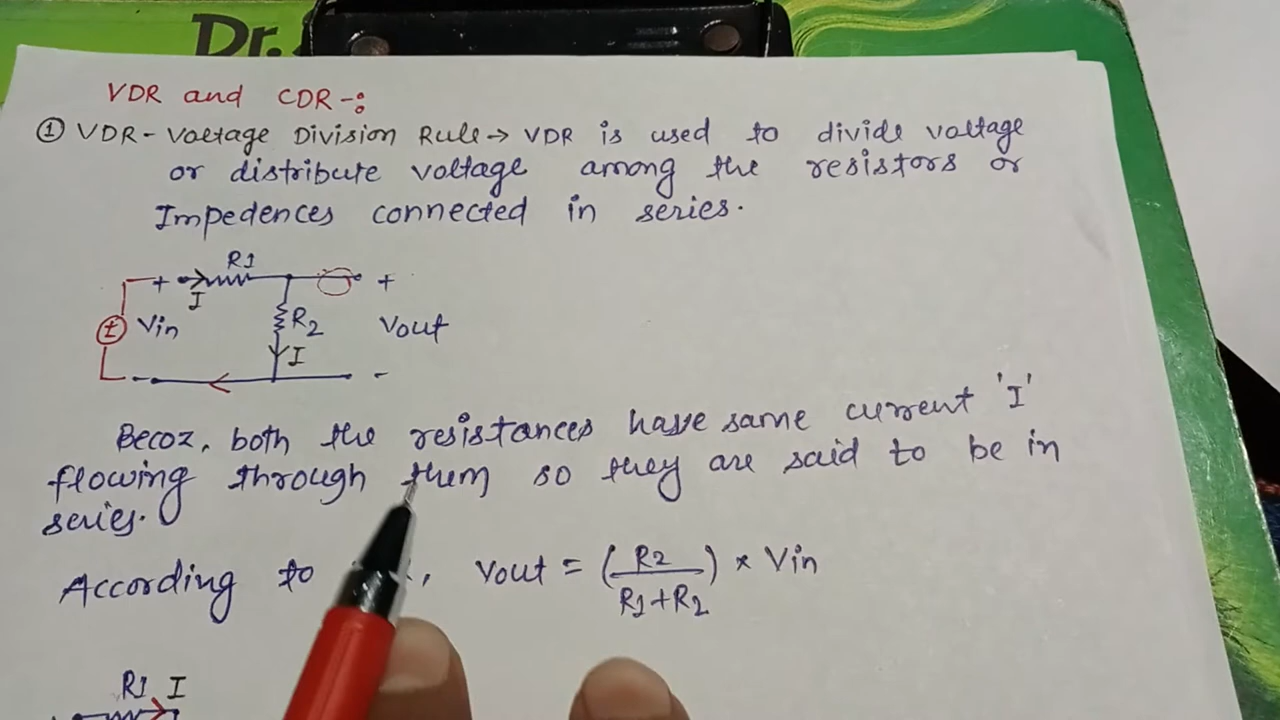 Dr.
VDR and CDR-:
① VDR - Voltage Division Rule → VDR is used to divide voltage
or distribute voltage among the resistors or
Impedences connected in series.
R1
+ I +
± Vin R2 Vout
I
- -
Becoz, both the resistances have same current 'I'
flowing through them so they are said to be in
series.
According to , Vout = (R2 / R1+R2) × Vin
R1 I